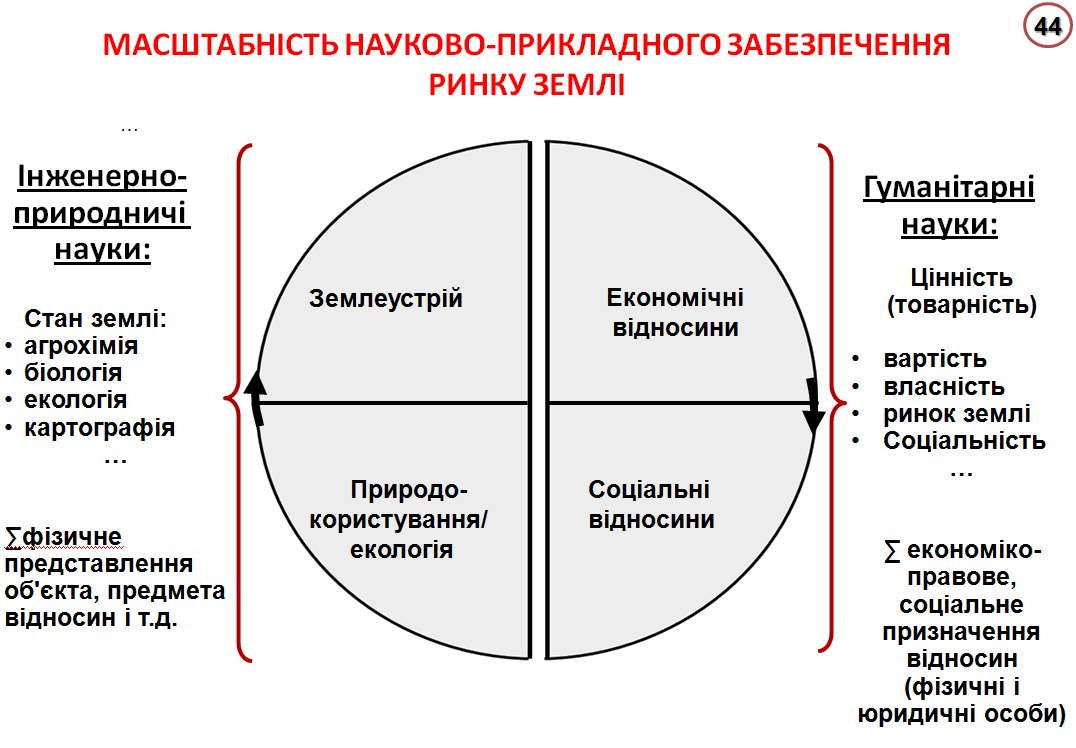 44
МАСШТАБНІСТЬ НАУКОВО-ПРИКЛАДНОГО ЗАБЕЗПЕЧЕННЯ
РИНКУ ЗЕМЛІ
...
Інженерно-
природничі
науки:
Стан землі:
• агрохімія
• біологія
• екологія
• картографія
...
∑фізичне
представлення
об'єкта, предмета
відносин і т.д.
Землеустрій
Економічні
відносини
Природо-
користування/
екологія
Соціальні
відносини
Гуманітарні
науки:
Цінність
(товарність)
• вартість
• власність
• ринок землі
• Соціальність
...
∑ економіко-
правове,
соціальне
призначення
відносин
(фізичні і
юридичні особи)